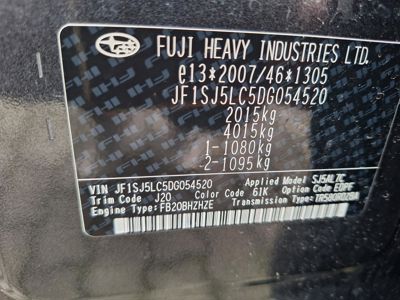 FUJI HEAVY INDUSTRIES LTD.
e13*2007/46*1305
JF1SJ5LC5DG054520
2015kg
4015kg
1-1080kg
2-1095kg
VIN JF1SJ5LC5DG054520 Applied Model SJ5ALZC
Trim Code J20 Color Code 61K Option Code EDPF
Engine Type: FB20BHZHZE Transmission Type:
FHI